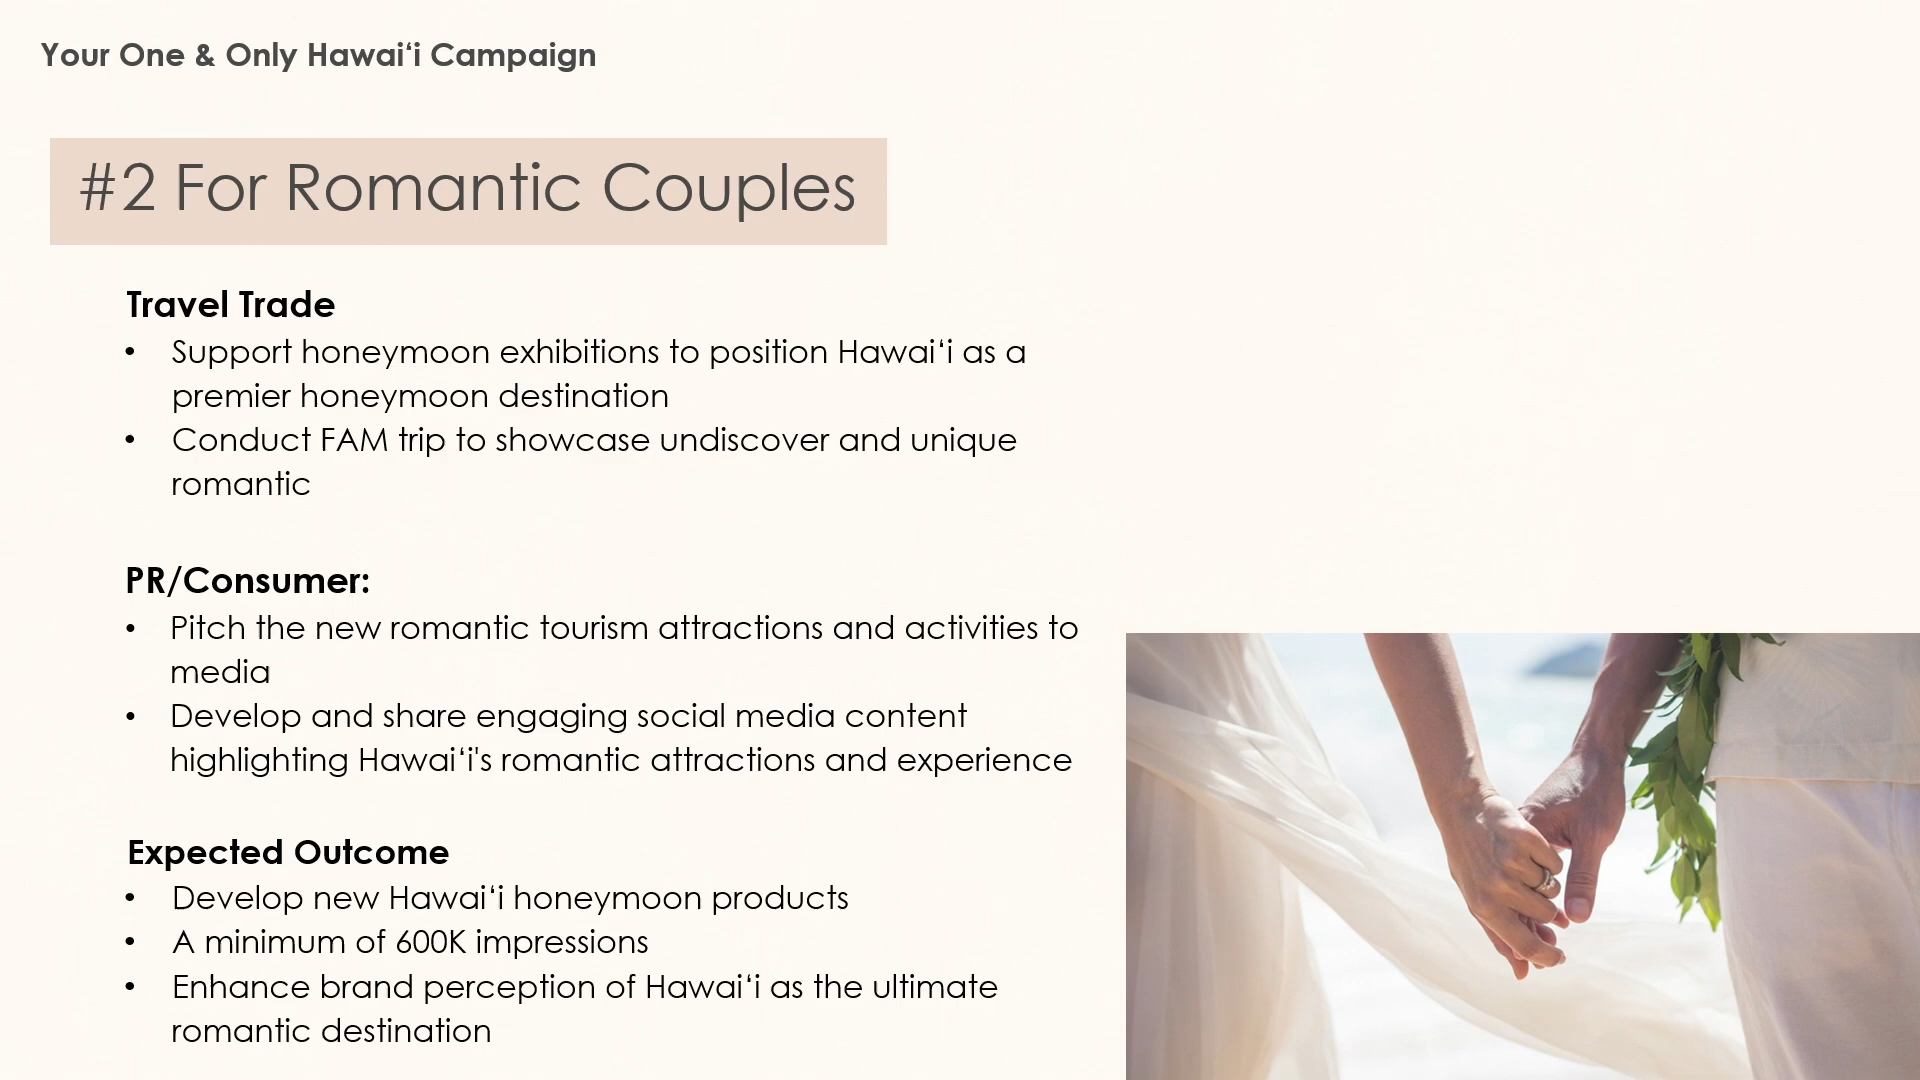 Your One & Only Hawaiʻi Campaign
#2 For Romantic Couples
Travel Trade
• Support honeymoon exhibitions to position Hawaiʻi as a
premier honeymoon destination
• Conduct FAM trip to showcase undiscover and unique
romantic
PR/Consumer:
• Pitch the new romantic tourism attractions and activities to
media
• Develop and share engaging social media content
highlighting Hawaiʻi's romantic attractions and experience
Expected Outcome
• Develop new Hawaiʻi honeymoon products
• A minimum of 600K impressions
• Enhance brand perception of Hawaiʻi as the ultimate
romantic destination